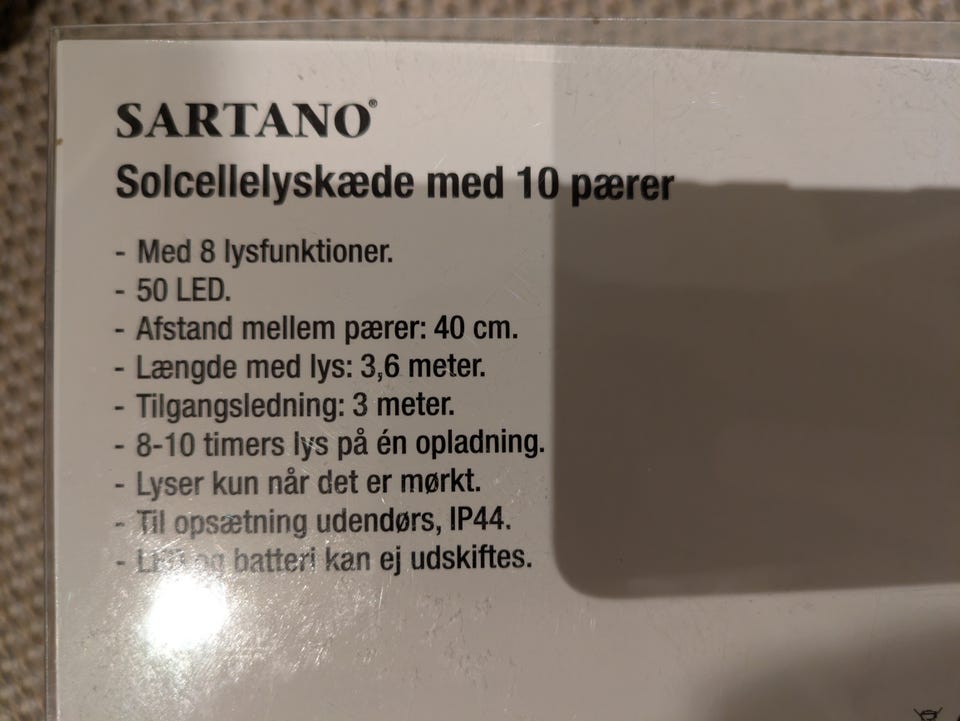 SARTANO®
Solcellelyskæde med 10 pærer
- Med 8 lysfunktioner.
- 50 LED.
- Afstand mellem pærer: 40 cm.
- Længde med lys: 3,6 meter.
- Tilgangsledning: 3 meter.
- 8-10 timers lys på én opladning.
- Lyser kun når det er mørkt.
- Til opsætning udendørs, IP44.
- LED og batteri kan ej udskiftes.